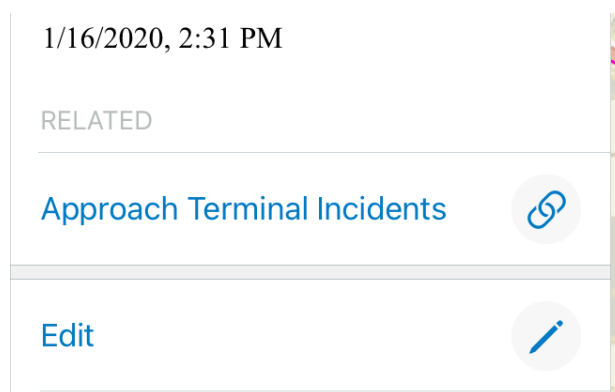 1/16/2020, 2:31 PM
RELATED
Approach Terminal Incidents
Edit